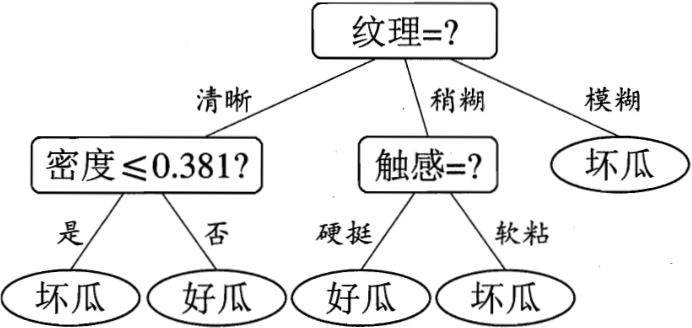 纹理=?
清晰 稍糊 模糊
密度≤0.381? 触感=? 坏瓜
是 否 硬挺 软粘
坏瓜 好瓜 好瓜 坏瓜